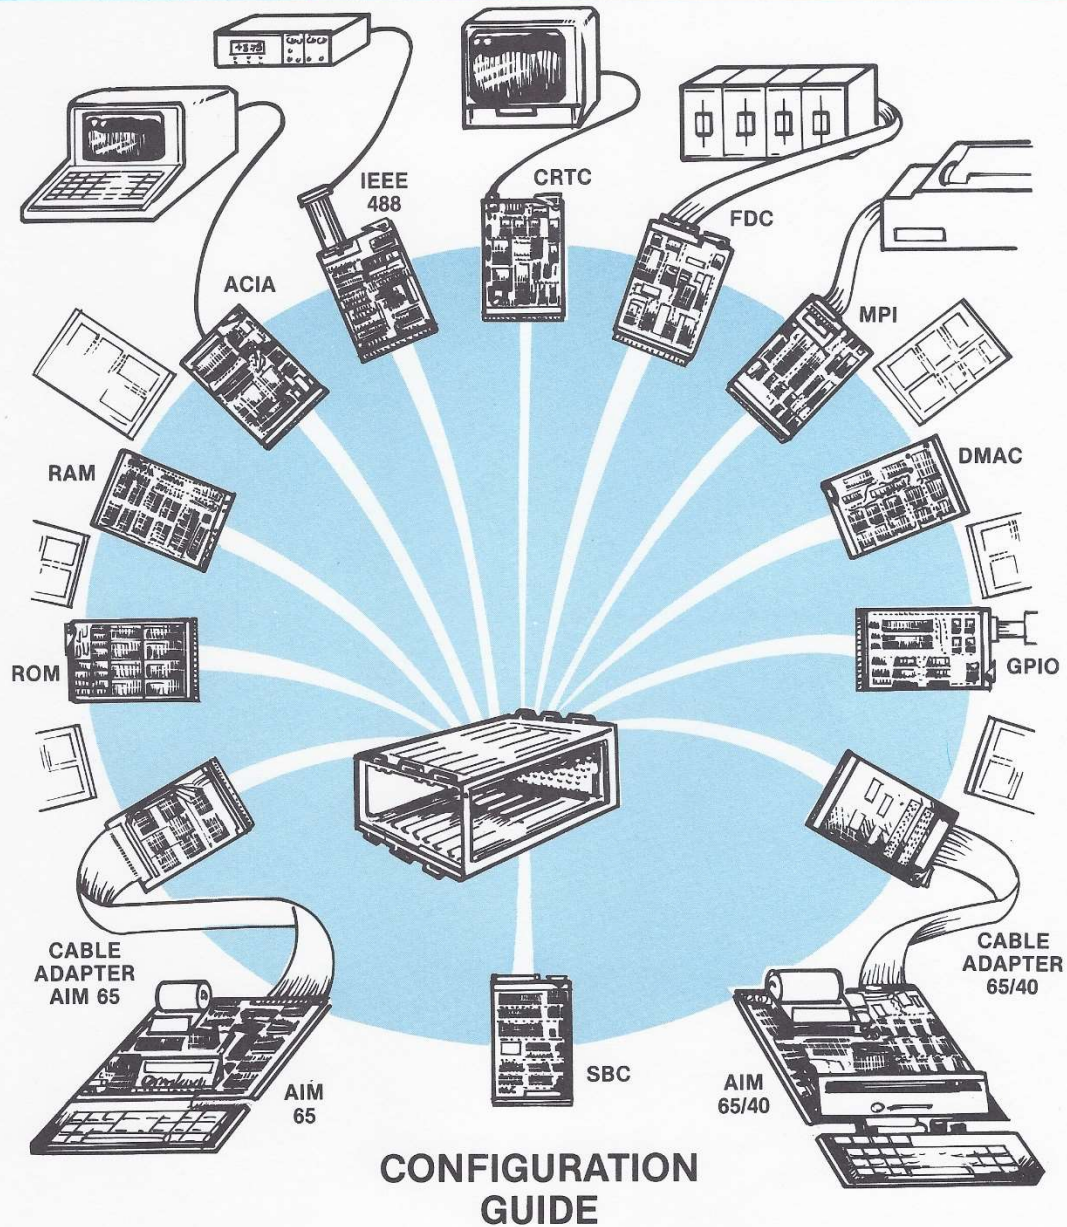 IEEE
488
CRTC
FDC
ACIA
MPI
RAM
DMAC
ROM
GPIO
CABLE
ADAPTER
AIM 65
CABLE
ADAPTER
65/40
AIM
65
SBC
AIM
65/40
CONFIGURATION
GUIDE